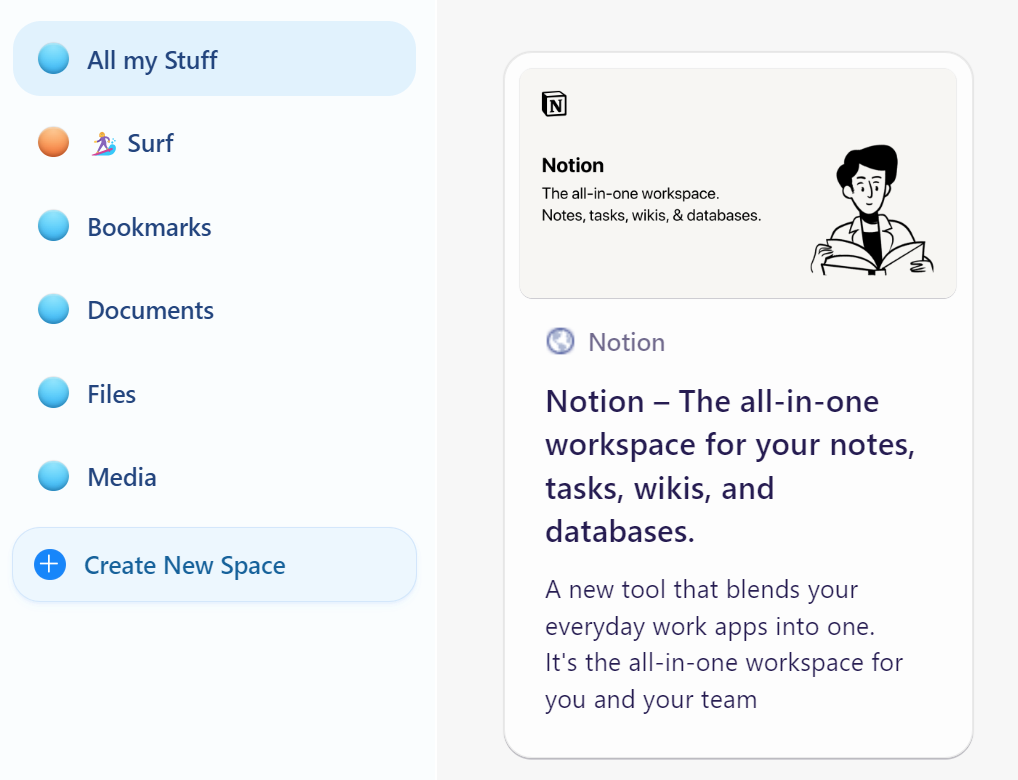 All my Stuff
Surf
Bookmarks
Documents
Files
Media
Create New Space
N
Notion
The all-in-one workspace.
Notes, tasks, wikis, & databases.
Notion
Notion – The all-in-one
workspace for your notes,
tasks, wikis, and
databases.
A new tool that blends your
everyday work apps into one.
It's the all-in-one workspace for
you and your team